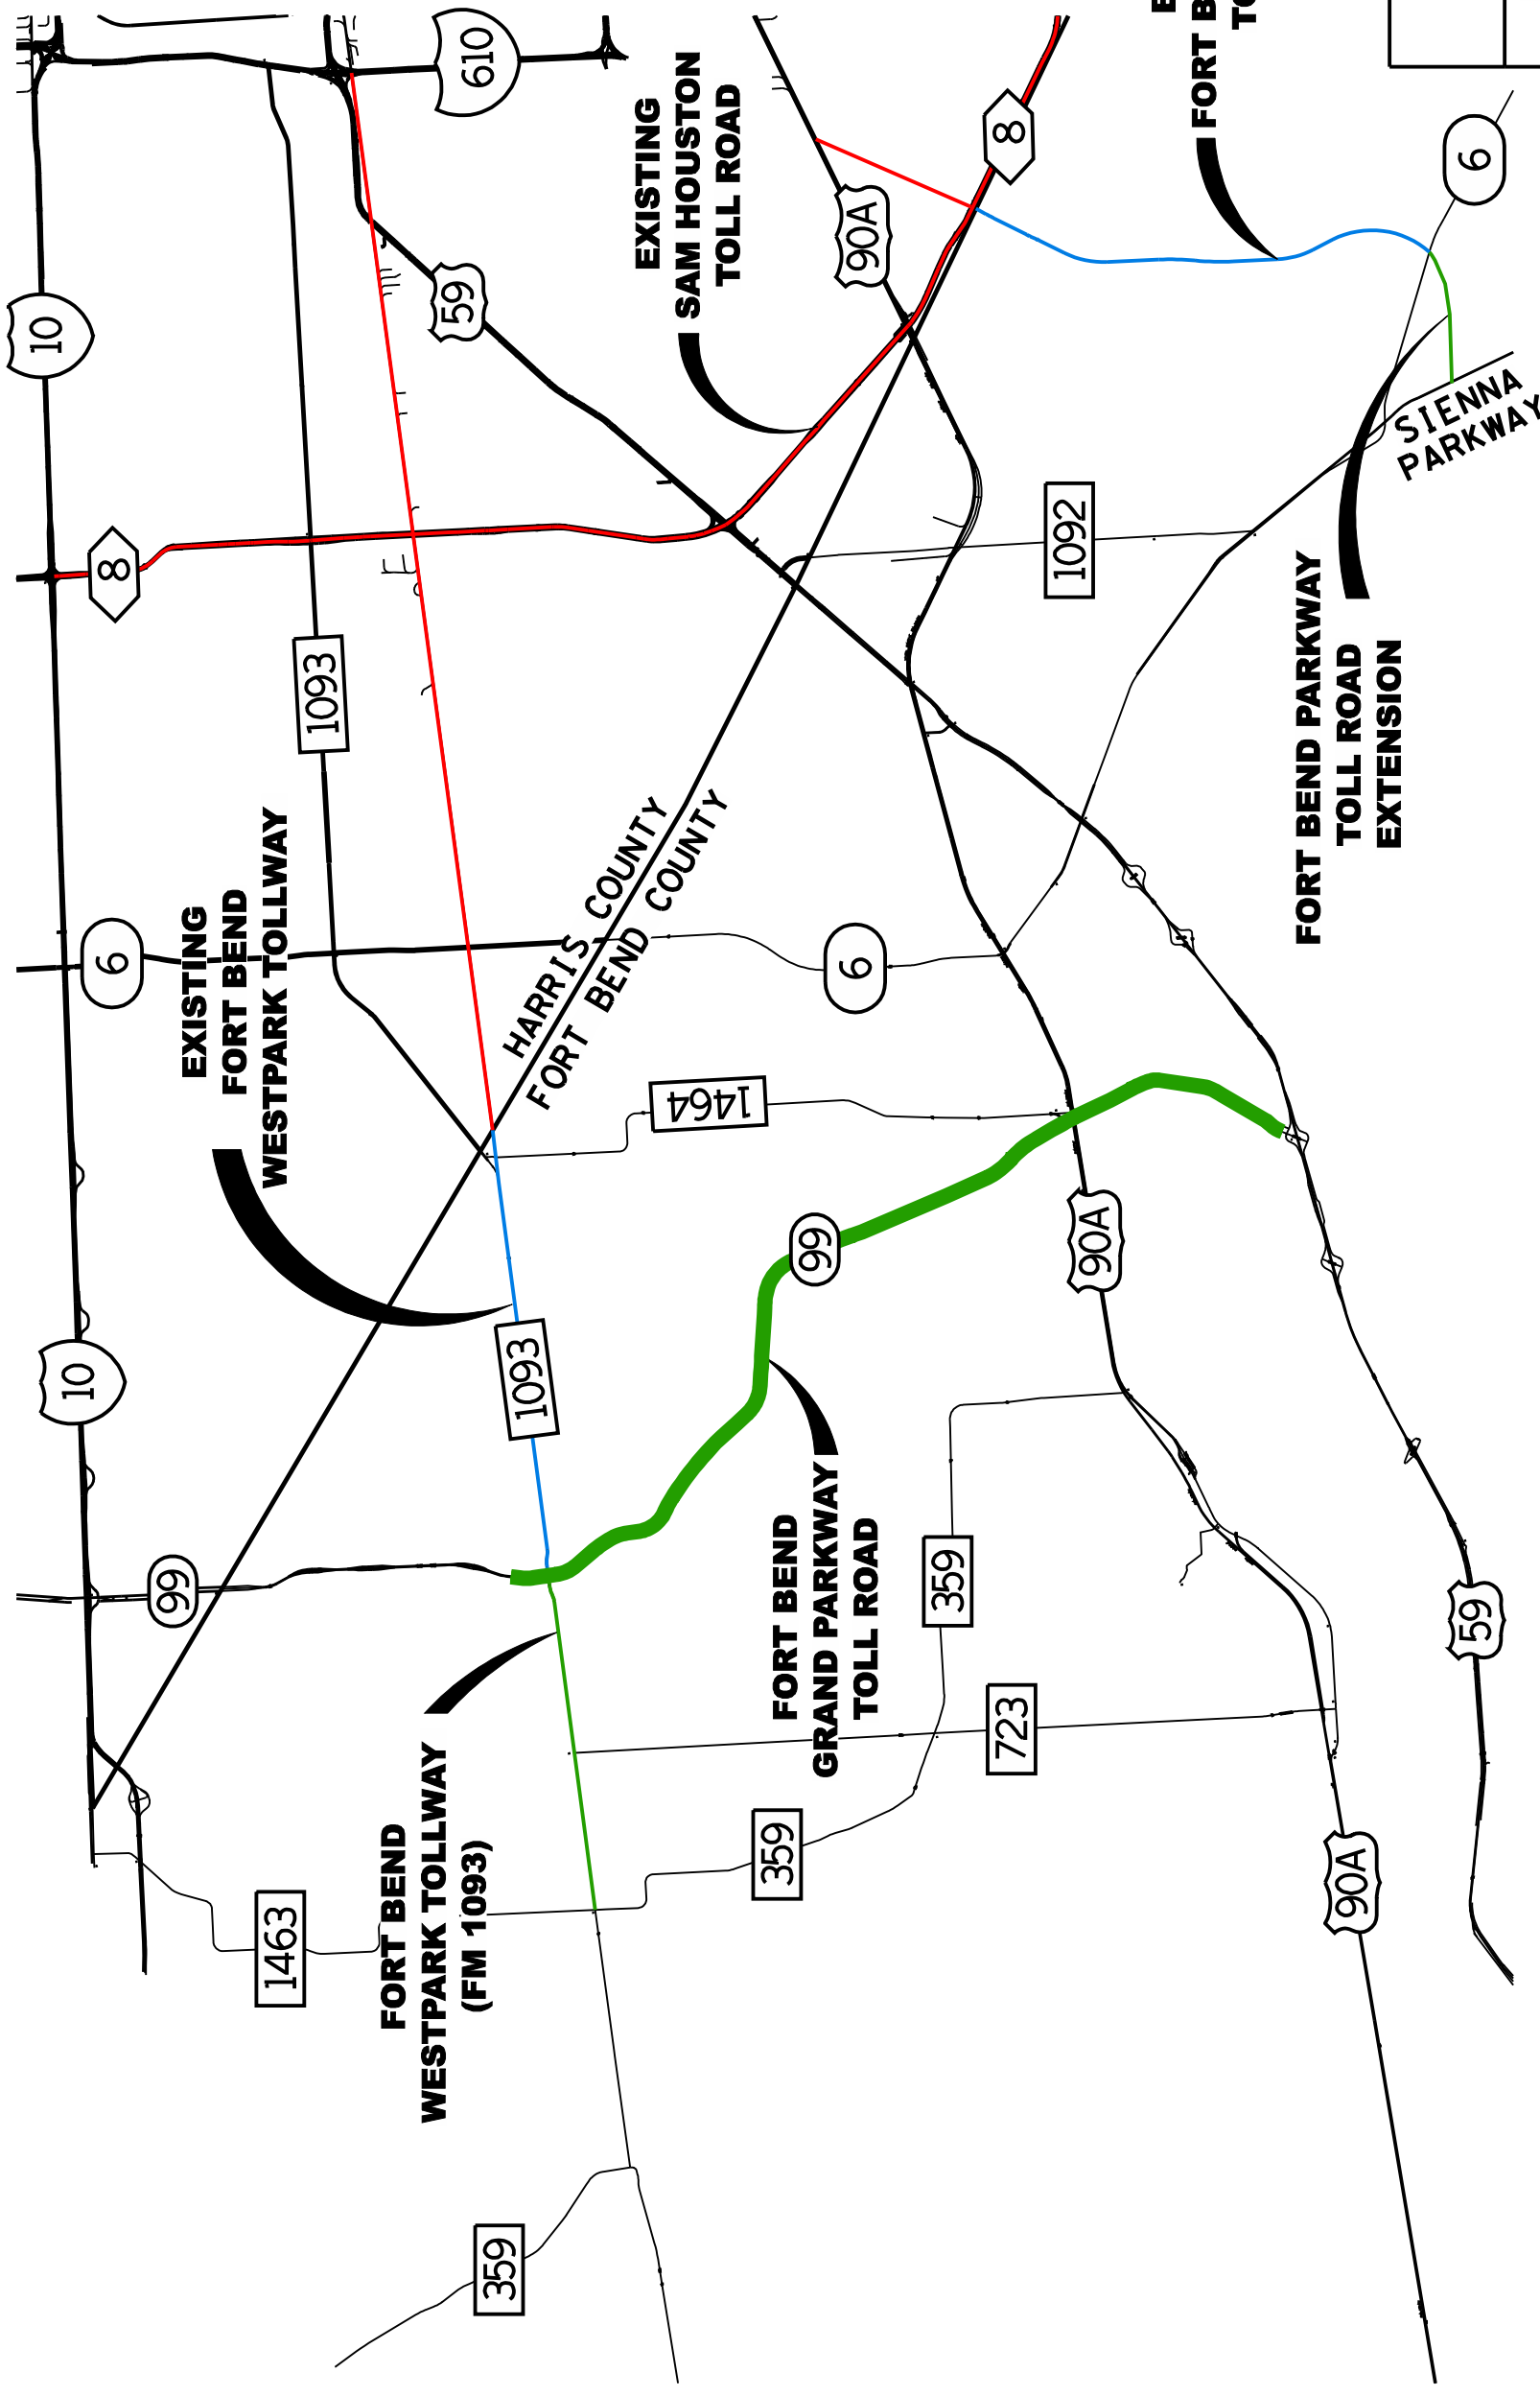 610
10
8
1093
59
EXISTING
SAM HOUSTON
TOLL ROAD
90A
8
FORT B
TO
6
SIENNA
PARKWAY
1092
FORT BEND PARKWAY
TOLL ROAD
EXTENSION
6
EXISTING
FORT BEND
WESTPARK TOLLWAY
HARRIS COUNTY
FORT BEND COUNTY
6
1464
10
1093
99
90A
99
FORT BEND
GRAND PARKWAY
TOLL ROAD
359
59
723
FORT BEND
WESTPARK TOLLWAY
(FM 1093)
1463
359
90A
359